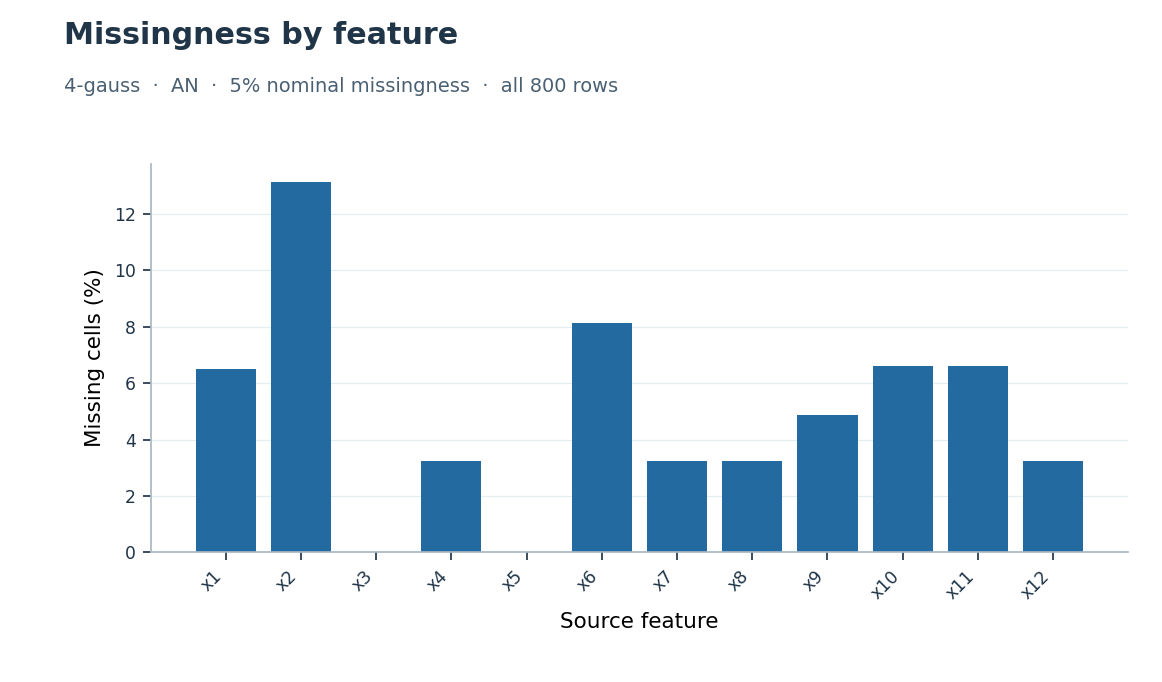 Missingness by feature
4-gauss · AN · 5% nominal missingness · all 800 rows
Missing cells (%)
12
10
8
6
4
2
0
x1 x2 x3 x4 x5 x6 x7 x8 x9 x10 x11 x12
Source feature